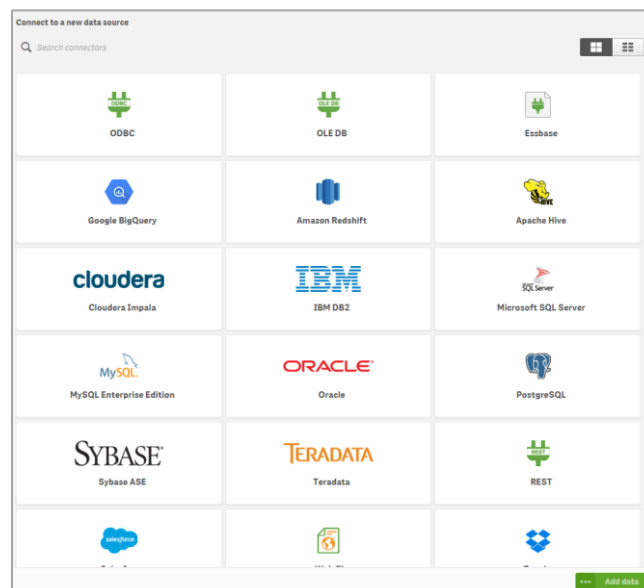 Connect to a new data source
Search connectors
ODBC
OLE DB
ODBC
OLE DB
Essbase
Google BigQuery
Amazon Redshift
HIVE
Apache Hive
cloudera
IBM
SQL Server
Cloudera Impala
IBM DB2
Microsoft SQL Server
MySQL
ORACLE
MySQL Enterprise Edition
Oracle
PostgreSQL
SYBASE
TERADATA
REST
Sybase ASE
Teradata
REST
salesforce
Add data